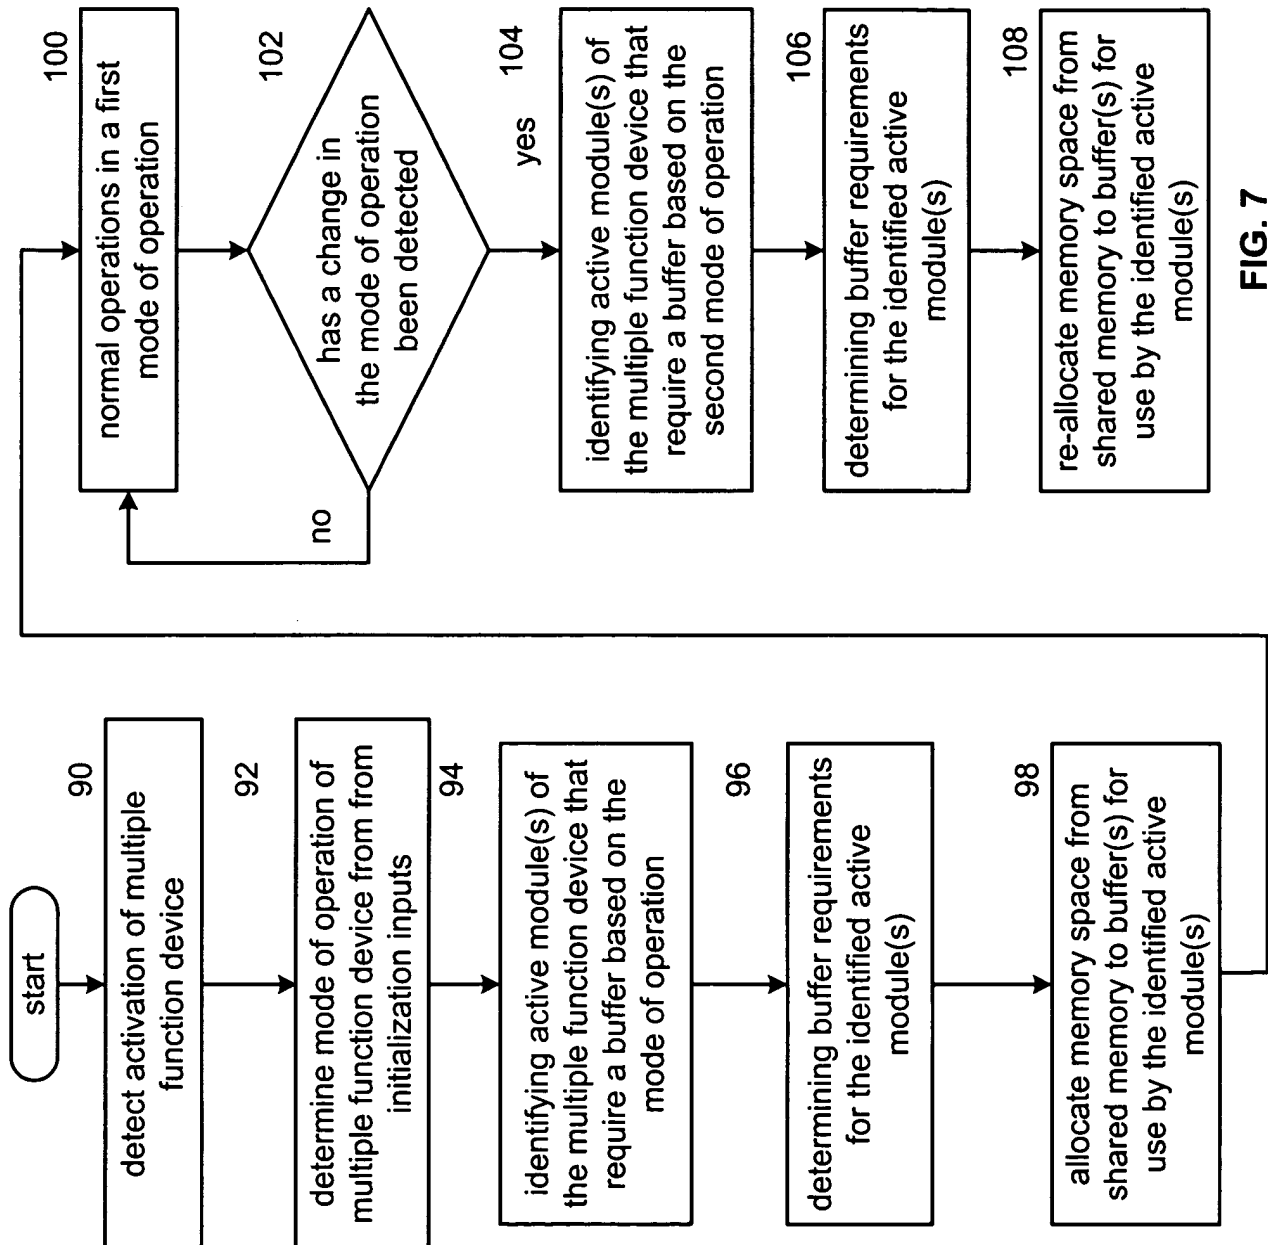 start
90
detect activation of multiple
function device
92
determine mode of operation of
multiple function device from from
initialization inputs
94
identifying active module(s) of
the multiple function device that
require a buffer based on the
mode of operation
96
determining buffer requirements
for the identified active
module(s)
98
allocate memory space from
shared memory to buffer(s) for
use by the identified active
module(s)
100
normal operations in a first
mode of operation
102
has a change in
the mode of operation
been detected
no
yes
104
identifying active module(s) of
the multiple function device that
require a buffer based on the
second mode of operation
106
determining buffer requirements
for the identified active
module(s)
108
re-allocate memory space from
shared memory to buffer(s) for
use by the identified active
module(s)
FIG. 7